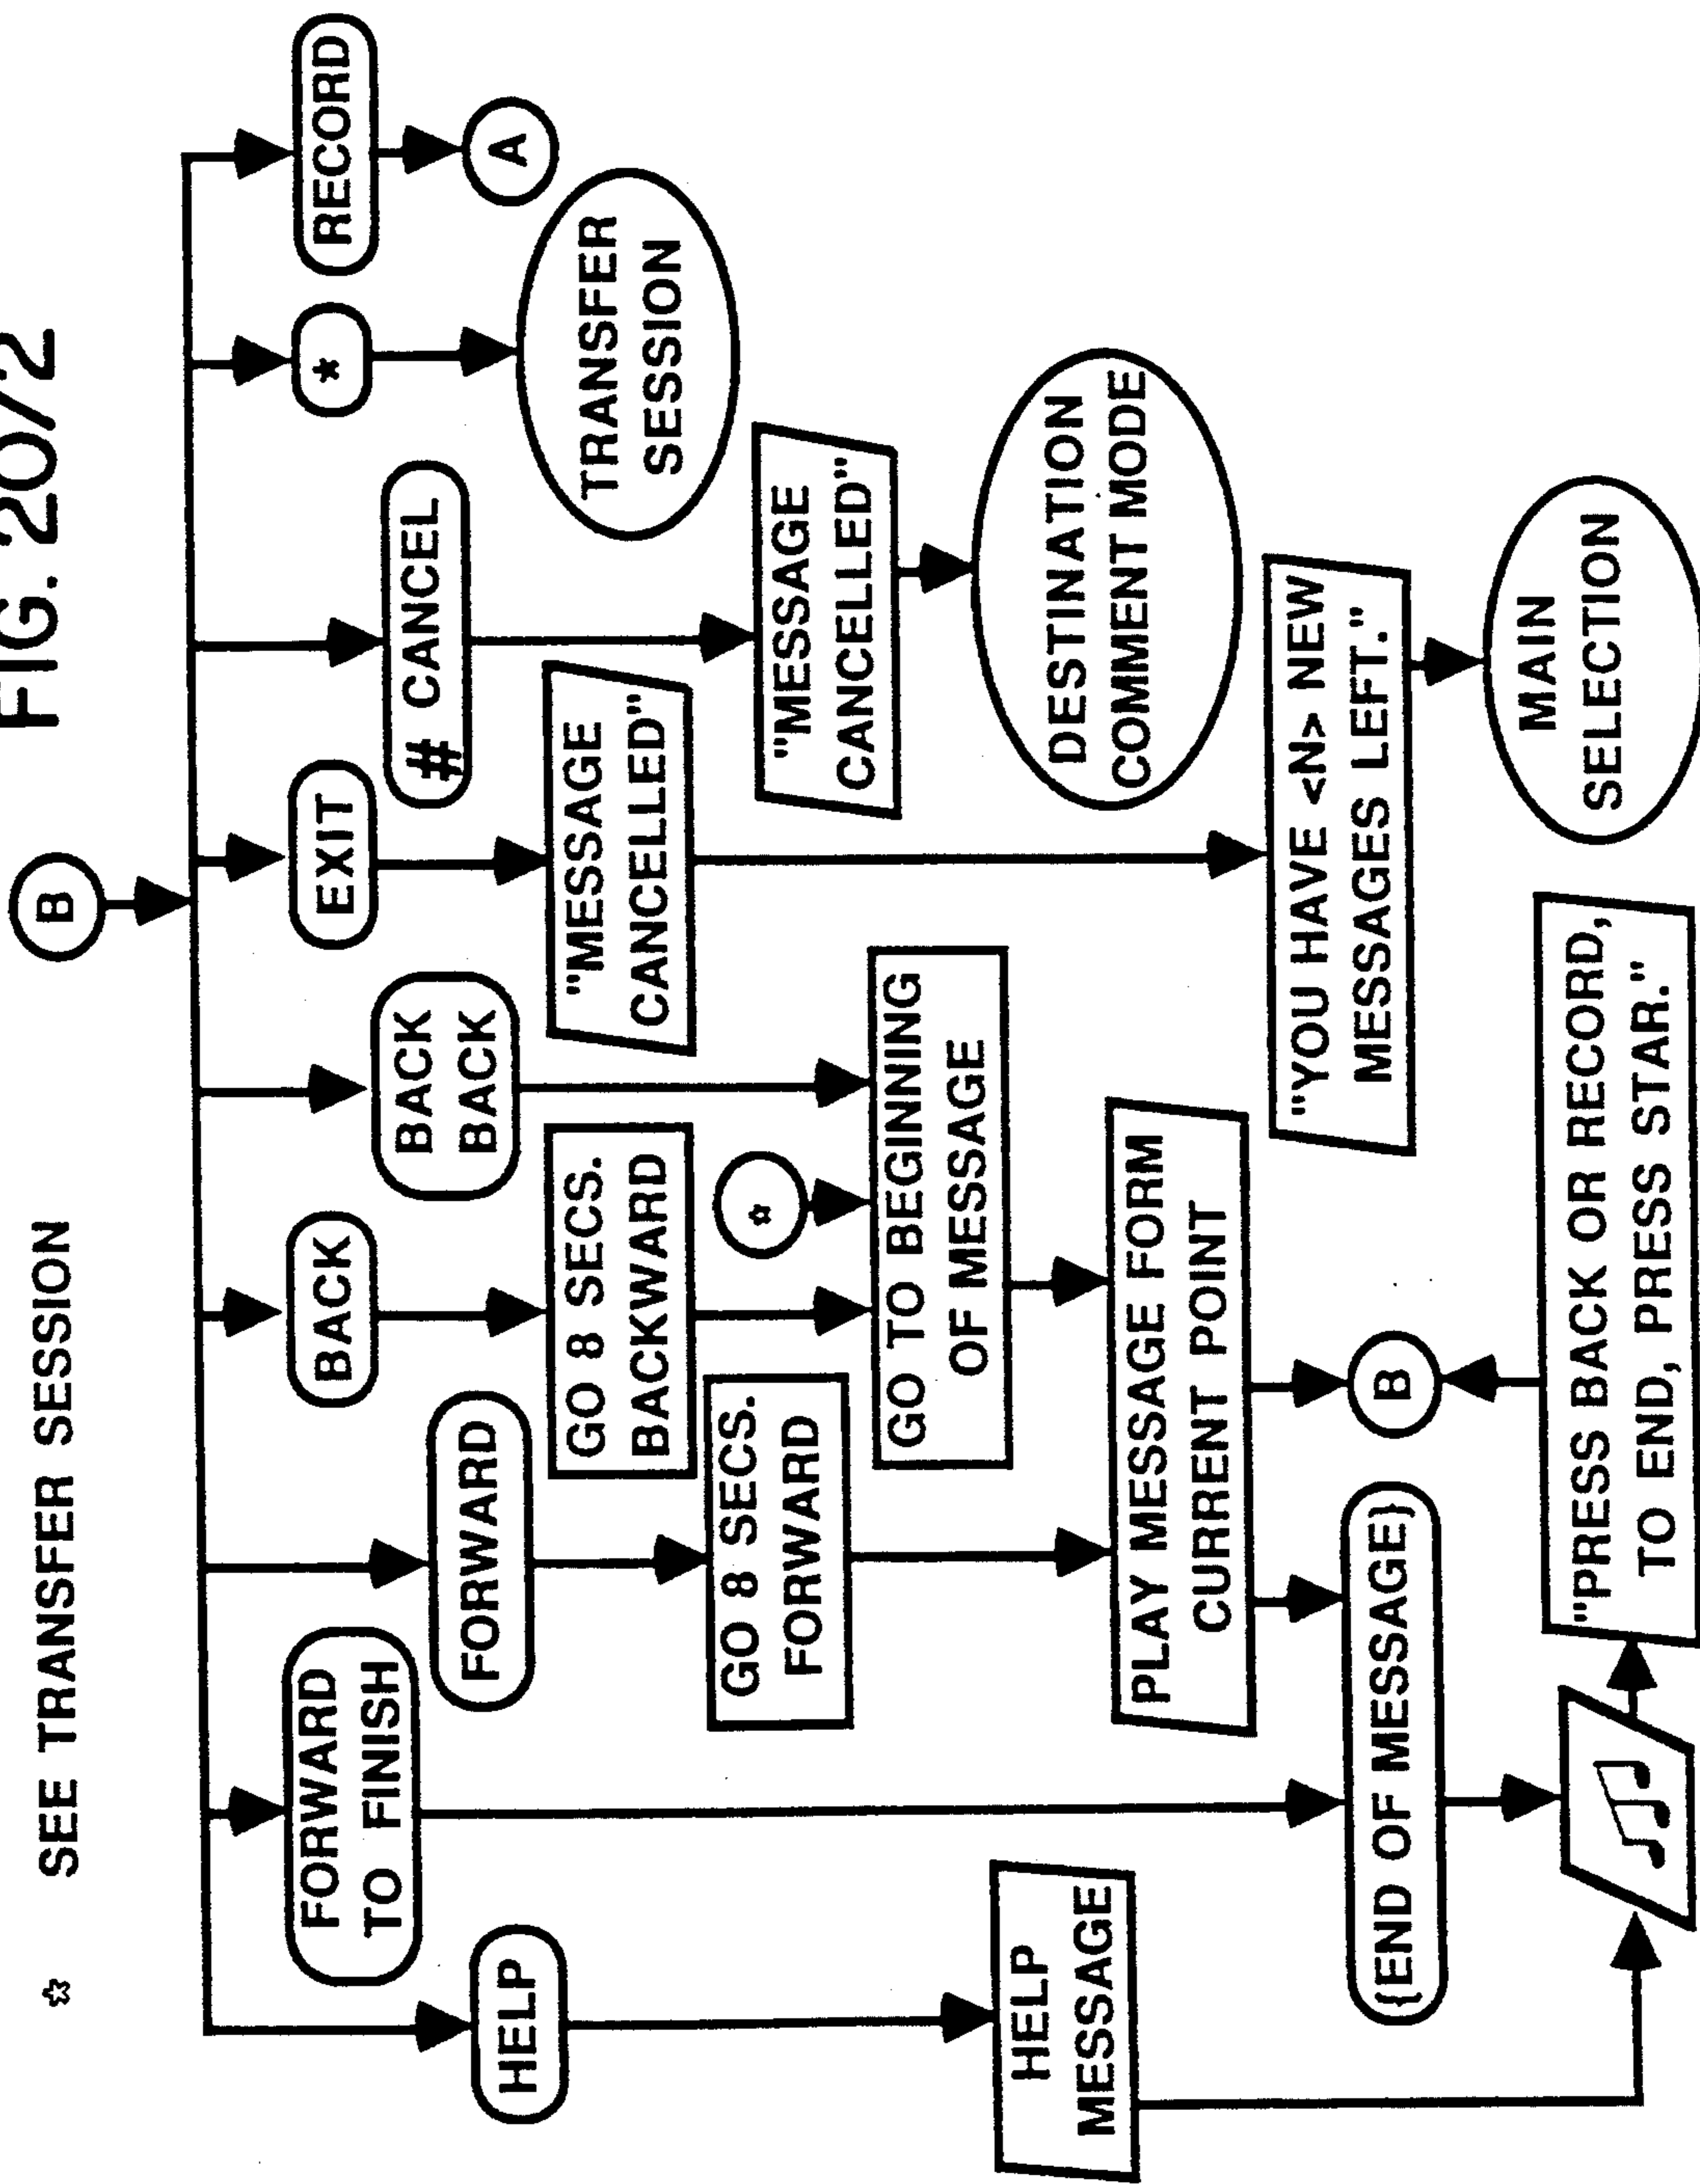 FIG. 20/2
☆ SEE TRANSFER SESSION
B
HELP
FORWARD
TO FINISH
FORWARD
BACK
BACK
BACK
EXIT
# CANCEL
*
RECORD
A
GO 8 SECS.
FORWARD
GO 8 SECS.
BACKWARD
☆
"MESSAGE
CANCELLED"
"MESSAGE
CANCELLED"
TRANSFER
SESSION
GO TO BEGINNING
OF MESSAGE
DESTINATION
COMMENT MODE
HELP
MESSAGE
PLAY MESSAGE FORM
CURRENT POINT
"YOU HAVE <N> NEW
MESSAGES LEFT."
{END OF MESSAGE}
B
MAIN
SELECTION
"PRESS BACK OR RECORD,
TO END, PRESS STAR."